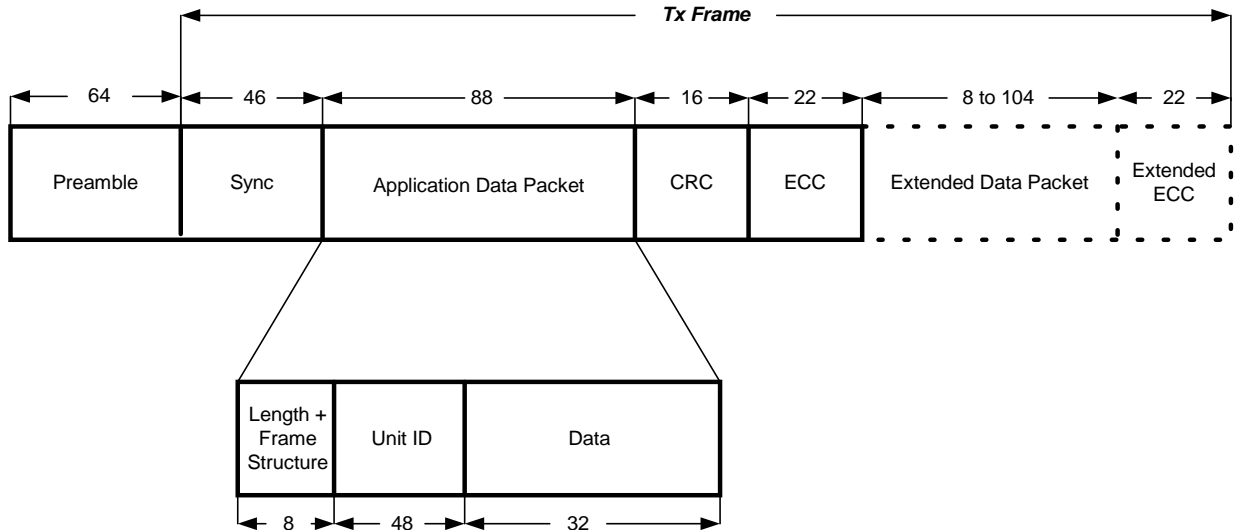 Tx Frame
64
46
88
16
22
8 to 104
22
Preamble
Sync
Application Data Packet
CRC
ECC
Extended Data Packet
Extended
ECC
Length +
Frame
Structure
Unit ID
Data
8
48
32